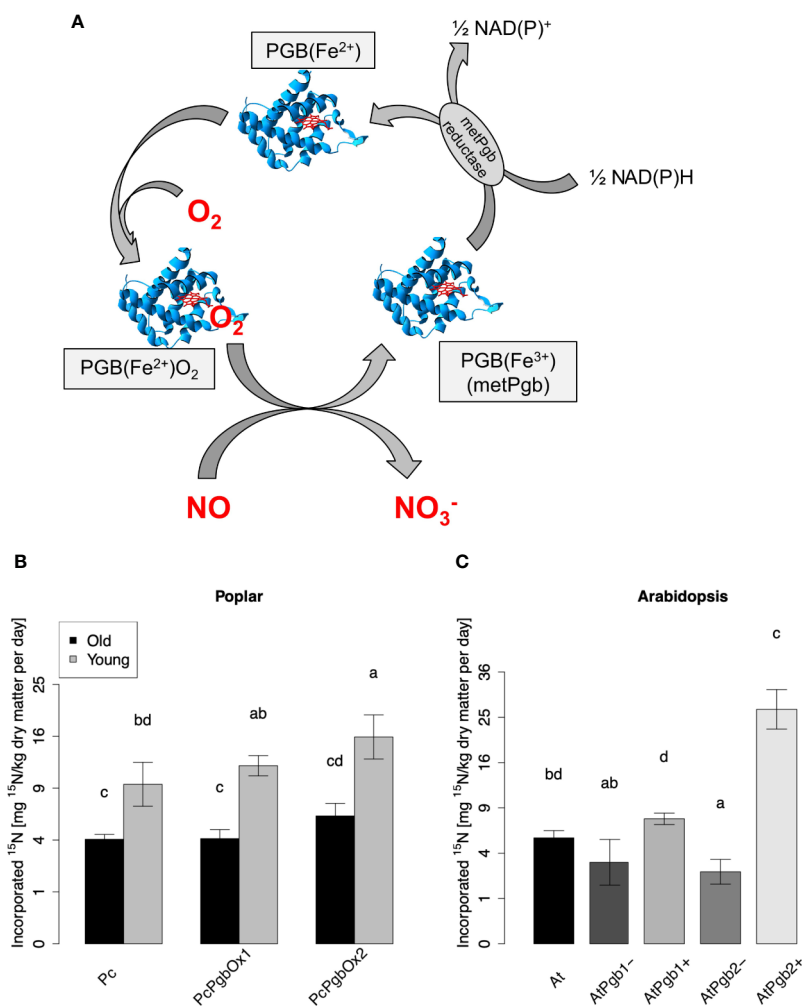 A
½ NAD(P)⁺
PGB(Fe²⁺)
metPgb
reductase
½ NAD(P)H
O₂
O₂
PGB(Fe²⁺)O₂
PGB(Fe³⁺)
(metPgb)
NO
NO₃⁻
B
Poplar
Old
Young
Incorporated ¹⁵N [mg ¹⁵N/kg dry matter per day]
25
16
9
4
1
0
c
bd
c
ab
cd
a
Pc
PcPgbOx1
PcPgbOx2
C
Arabidopsis
Incorporated ¹⁵N [mg ¹⁵N/kg dry matter per day]
36
25
16
9
4
1
0
bd
ab
d
a
c
At
AtPgb1−
AtPgb1+
AtPgb2−
AtPgb2+